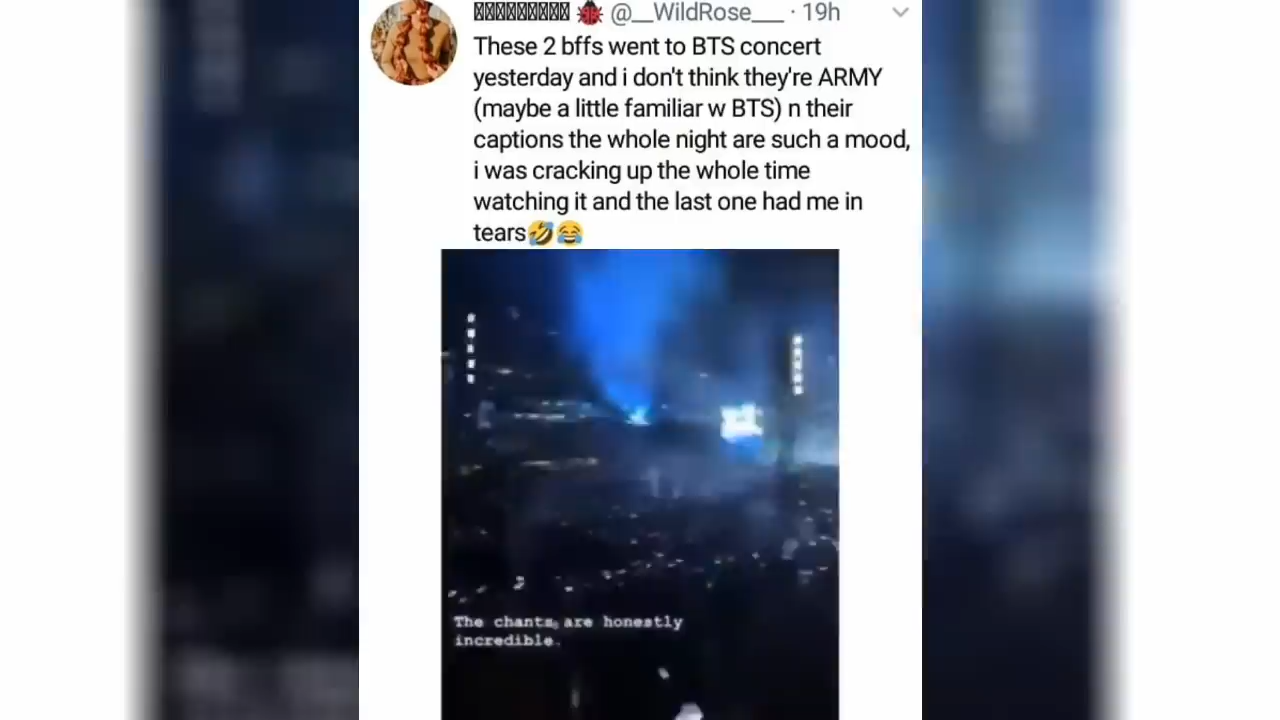 @__WildRose___ · 19h
These 2 bffs went to BTS concert
yesterday and i don't think they're ARMY
(maybe a little familiar w BTS) n their
captions the whole night are such a mood,
i was cracking up the whole time
watching it and the last one had me in
tears🤣😂
The chants are honestly
incredible.